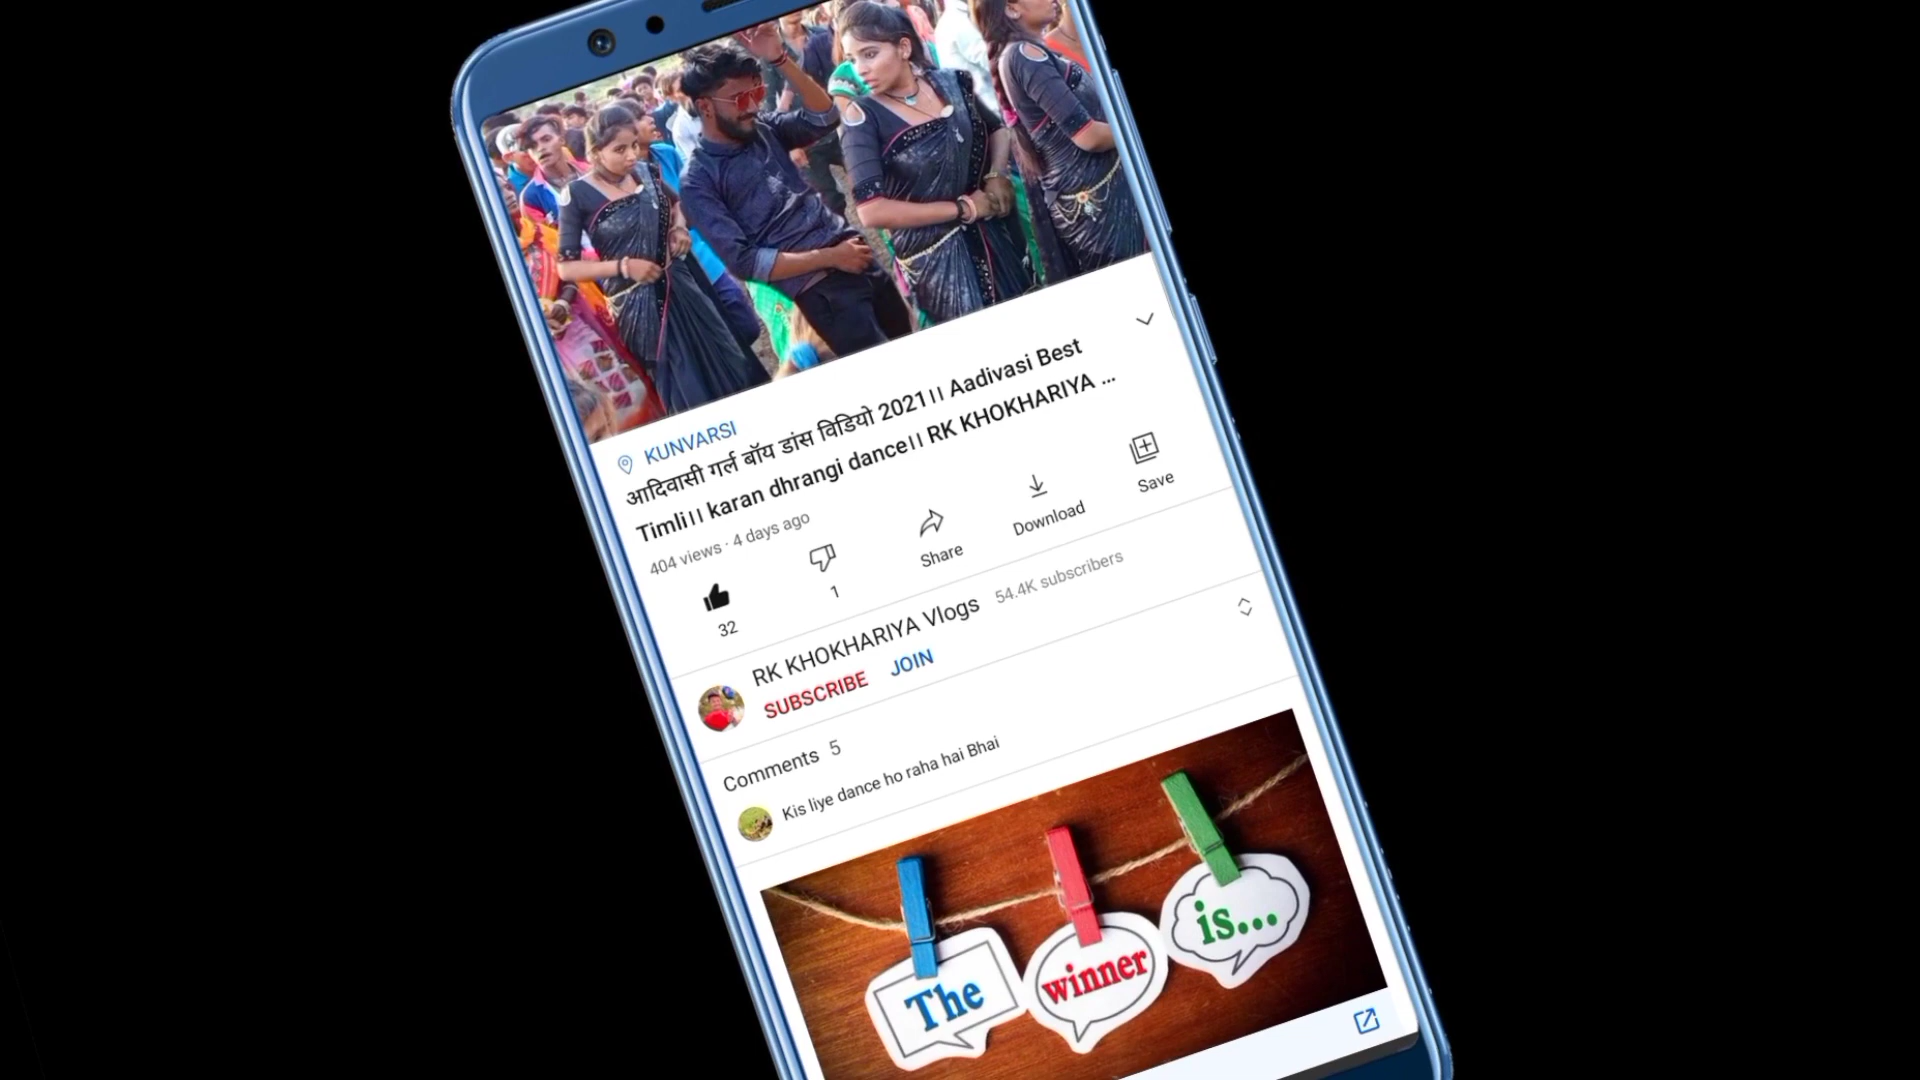 KUNVARSI
आदिवासी गर्ल बॉय डांस विडियो 2021।। Aadivasi Best
Timli।। karan dhrangi dance।। RK KHOKHARIYA ...
404 views · 4 days ago
32
1
Share
Download
Save
RK KHOKHARIYA Vlogs 54.4K subscribers
SUBSCRIBE JOIN
Comments 5
Kis liye dance ho raha hai Bhai
The
winner
is...